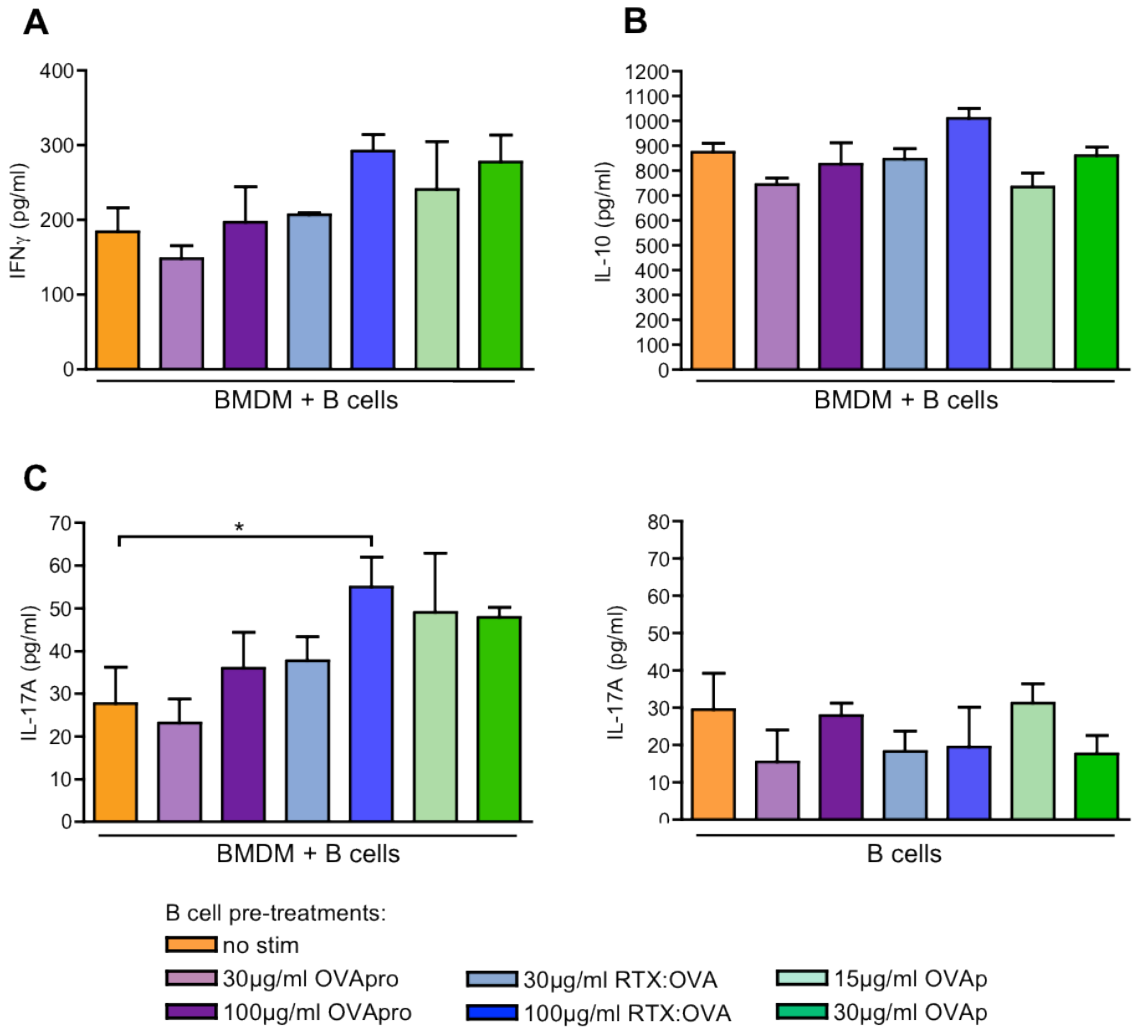 A
B
400
300
200
100
0
IFNγ (pg/ml)
BMDM + B cells
1200
1100
1000
900
800
700
600
500
400
300
200
100
0
IL-10 (pg/ml)
BMDM + B cells
C
70
60
50
40
30
20
10
0
IL-17A (pg/ml)
*
BMDM + B cells
80
70
60
50
40
30
20
10
0
IL-17A (pg/ml)
B cells
B cell pre-treatments:
no stim
30µg/ml OVApro 30µg/ml RTX:OVA 15µg/ml OVAp
100µg/ml OVApro 100µg/ml RTX:OVA 30µg/ml OVAp